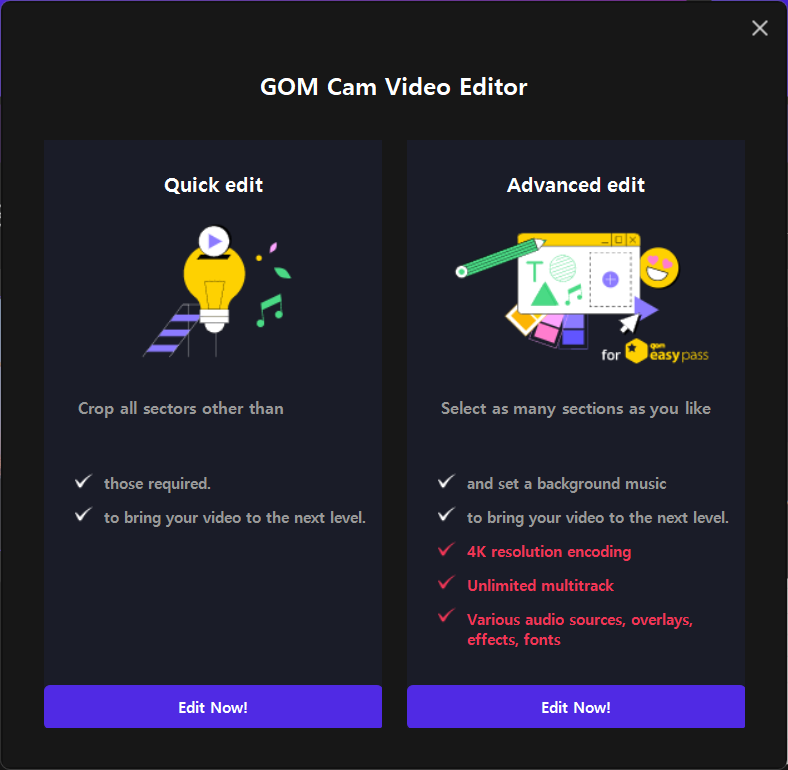 GOM Cam Video Editor
Quick edit
Crop all sectors other than
those required.
to bring your video to the next level.
Edit Now!
Advanced edit
T
for gom easy pass
Select as many sections as you like
and set a background music
to bring your video to the next level.
4K resolution encoding
Unlimited multitrack
Various audio sources, overlays,
effects, fonts
Edit Now!